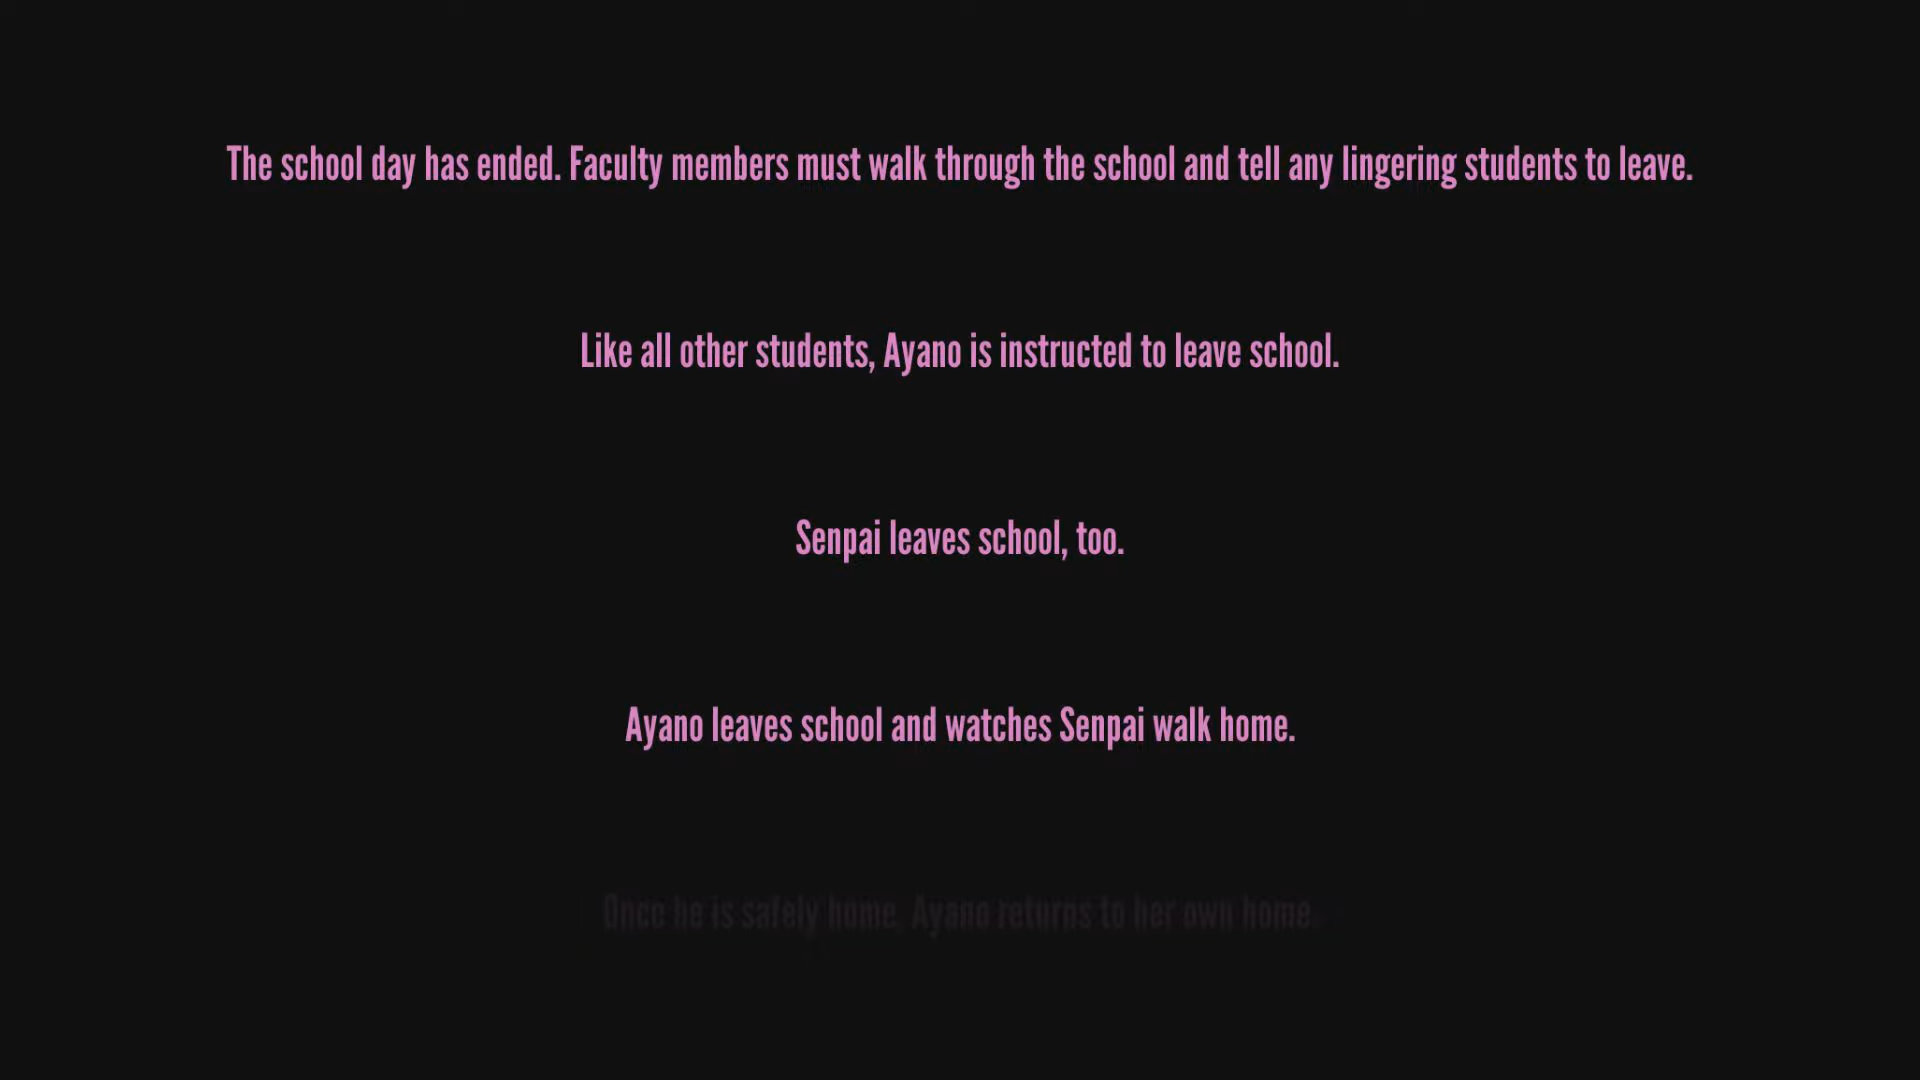 The school day has ended. Faculty members must walk through the school and tell any lingering students to leave.
Like all other students, Ayano is instructed to leave school.
Senpai leaves school, too.
Ayano leaves school and watches Senpai walk home.
Once he is safely home, Ayano returns to her own home.